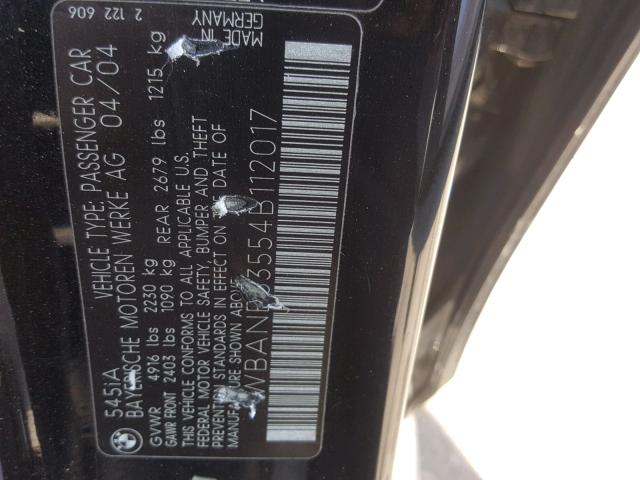 545iA VEHICLE TYPE: PASSENGER CAR
BAYERISCHE MOTOREN WERKE AG 04/04
GVWR 4916 lbs 2230 kg
GAWR FRONT 2403 lbs 1090 kg REAR 2679 lbs 1215 kg
THIS VEHICLE CONFORMS TO ALL APPLICABLE U.S.
FEDERAL MOTOR VEHICLE SAFETY, BUMPER AND THEFT
PREVENTION STANDARDS IN EFFECT ON THE DATE OF
MANUFACTURE SHOWN ABOVE
MADE IN
GERMANY
2 122 606